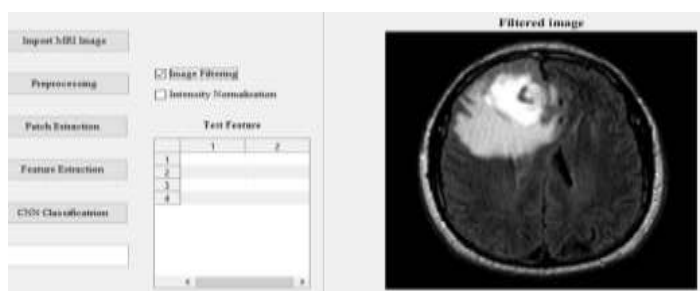 Import MRI Image
Preprocessing
Patch Extraction
Feature Extraction
CNN Classification
Image Filtering
Intensity Normalization
Test Feature
1 2
1
2
3
4
Filtered Image